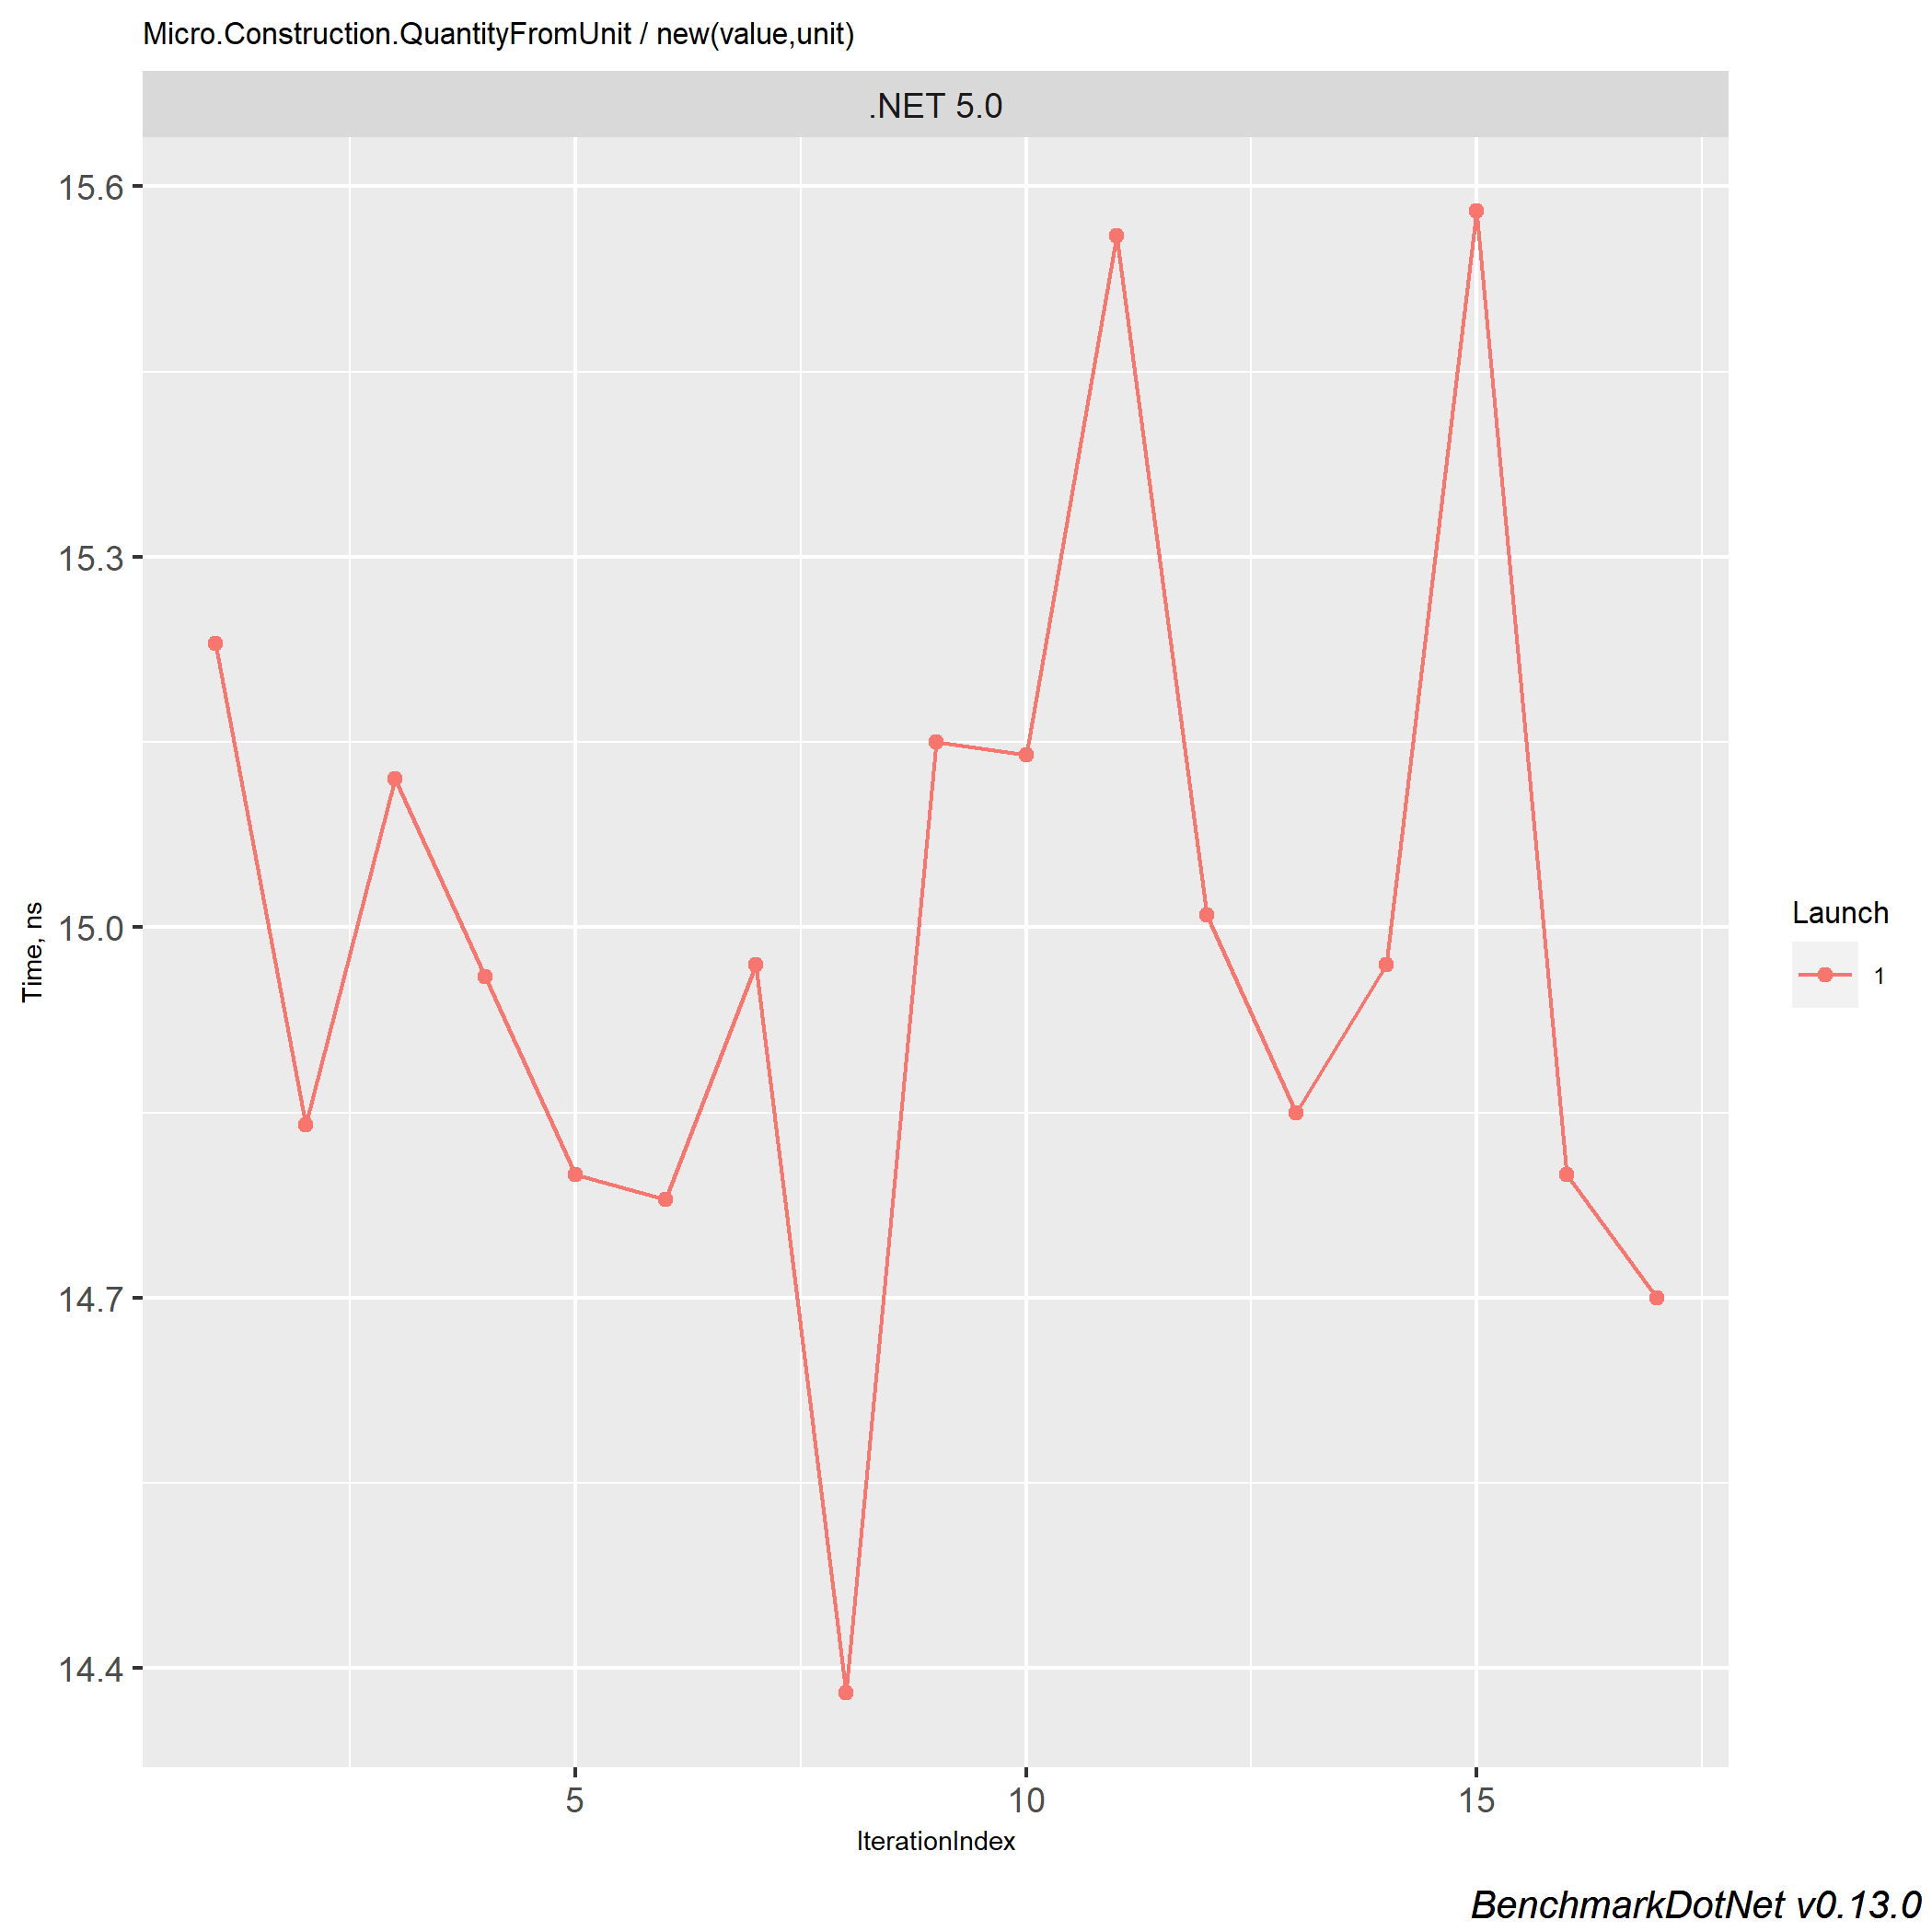 Micro.Construction.QuantityFromUnit / new(value,unit)
.NET 5.0
15.6
15.3
15.0
14.7
14.4
Time, ns
5
10
15
IterationIndex
Launch
1
BenchmarkDotNet v0.13.0